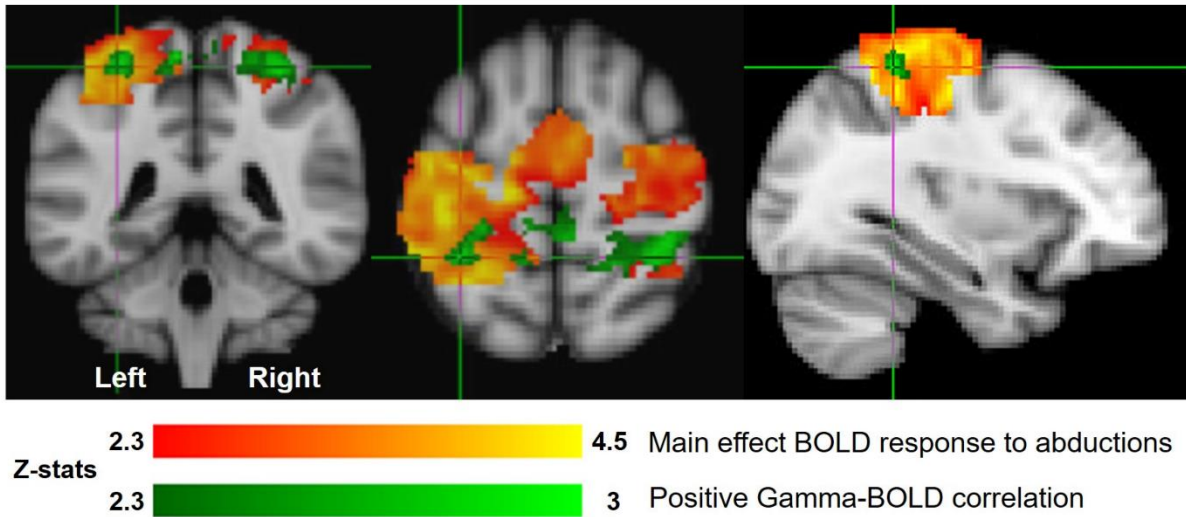 Left Right
2.3 4.5 Main effect BOLD response to abductions
Z-stats
2.3 3 Positive Gamma-BOLD correlation